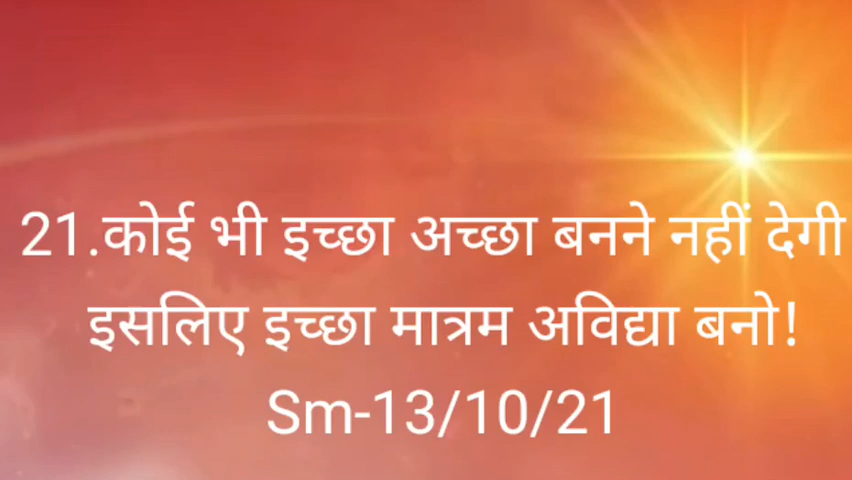 21.कोई भी इच्छा अच्छा बनने नहीं देगी
इसलिए इच्छा मात्रम अविद्या बनो!
Sm-13/10/21